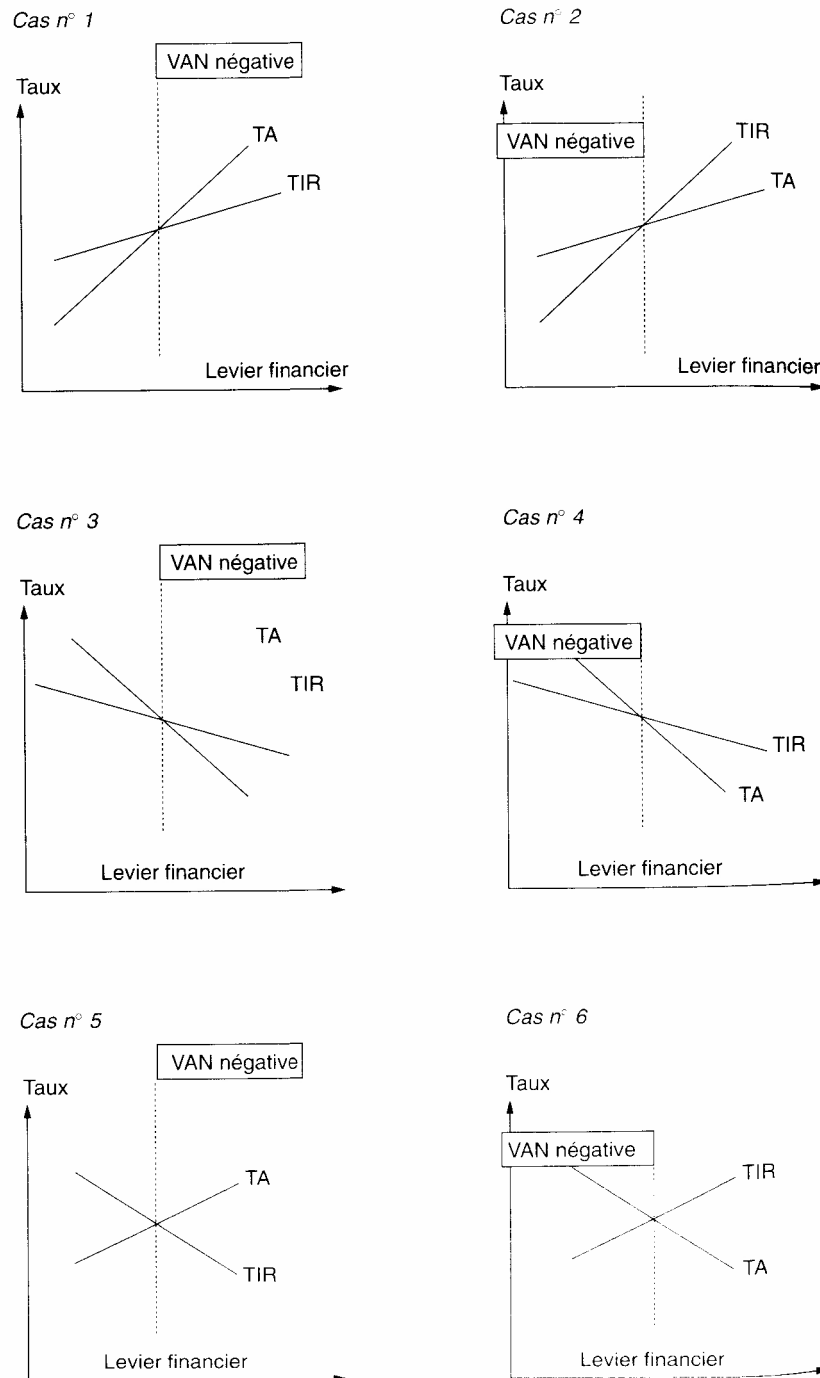 Cas n° 1
VAN négative
Taux
TA
TIR
Levier financier
Cas n° 2
Taux
VAN négative
TIR
TA
Levier financier
Cas n° 3
VAN négative
Taux
TA
TIR
Levier financier
Cas n° 4
Taux
VAN négative
TIR
TA
Levier financier
Cas n° 5
VAN négative
Taux
TA
TIR
Levier financier
Cas n° 6
Taux
VAN négative
TIR
TA
Levier financier